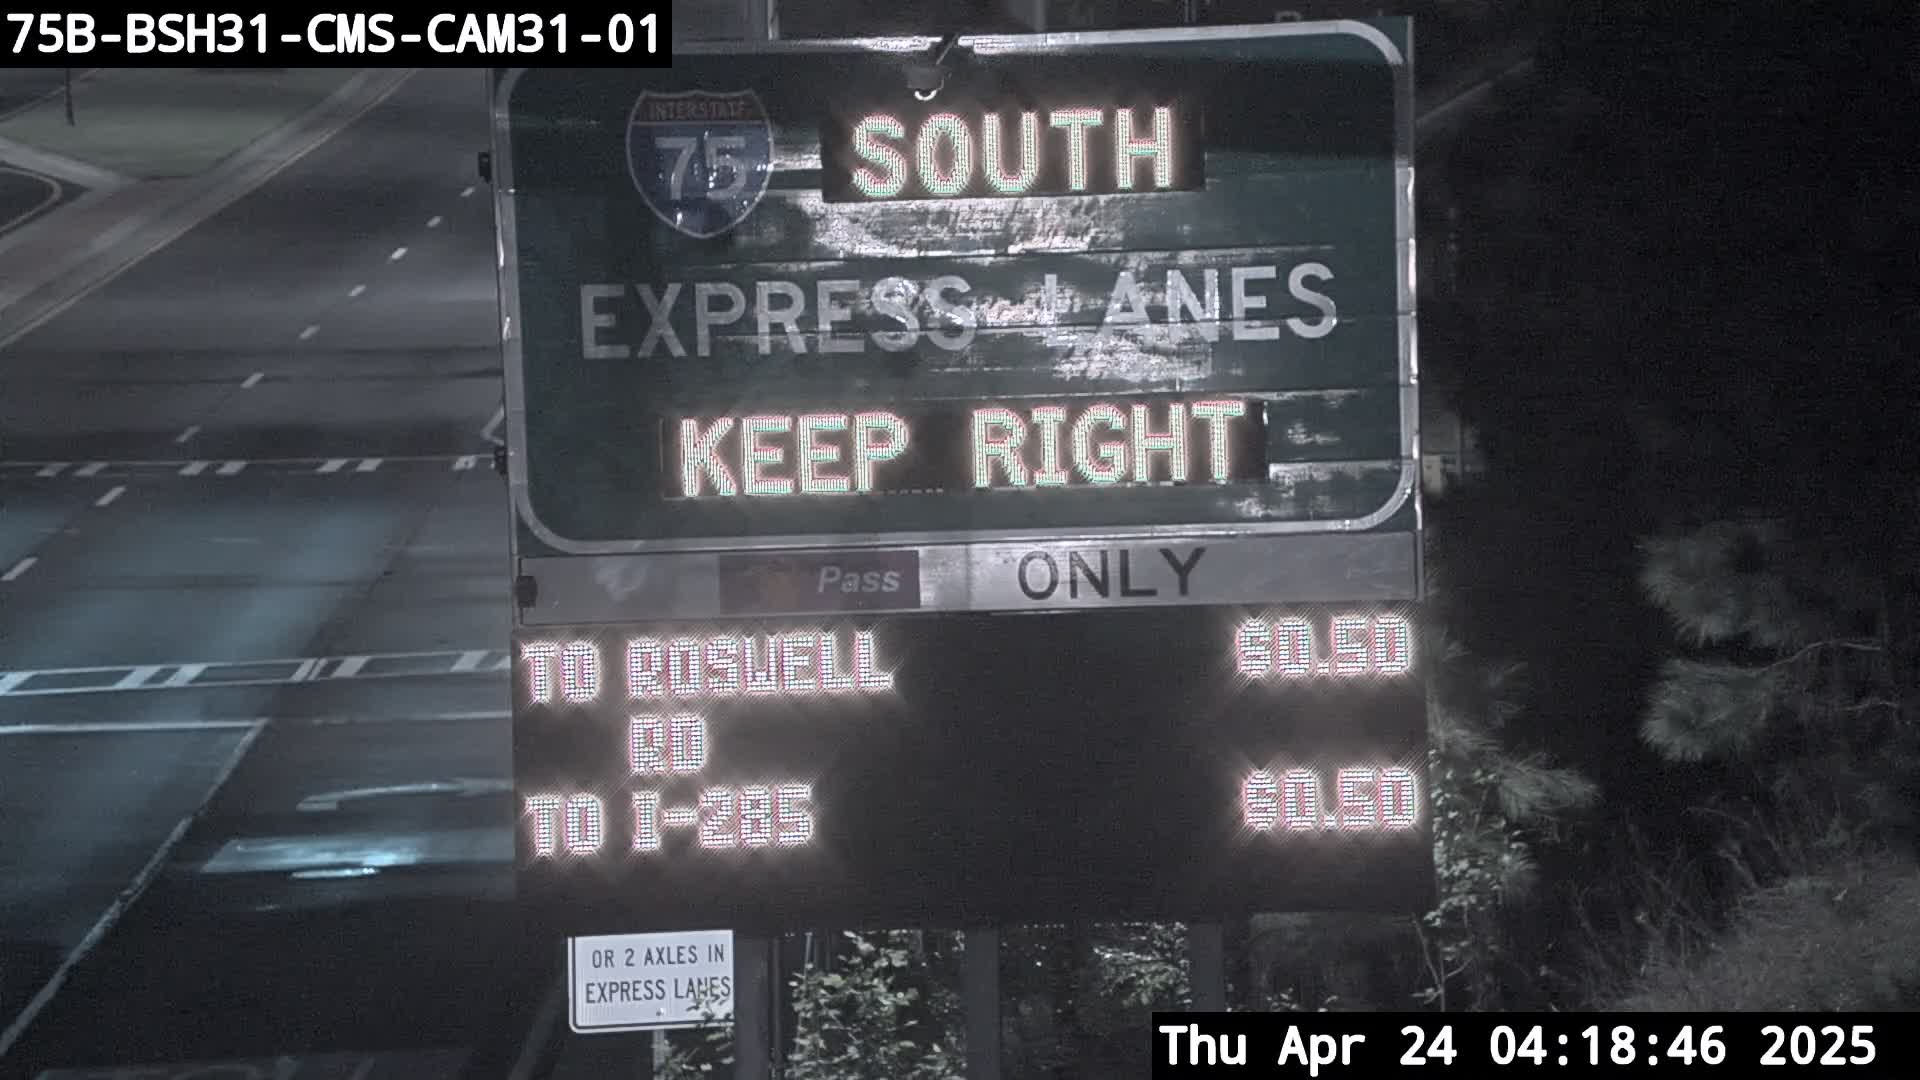 75B-BSH31-CMS-CAM31-01
INTERSTATE
75
SOUTH
EXPRESS LANES
KEEP RIGHT
Pass ONLY
TO ROSWELL $0.50
RD
TO I-285 $0.50
OR 2 AXLES IN
EXPRESS LANES
Thu Apr 24 04:18:46 2025